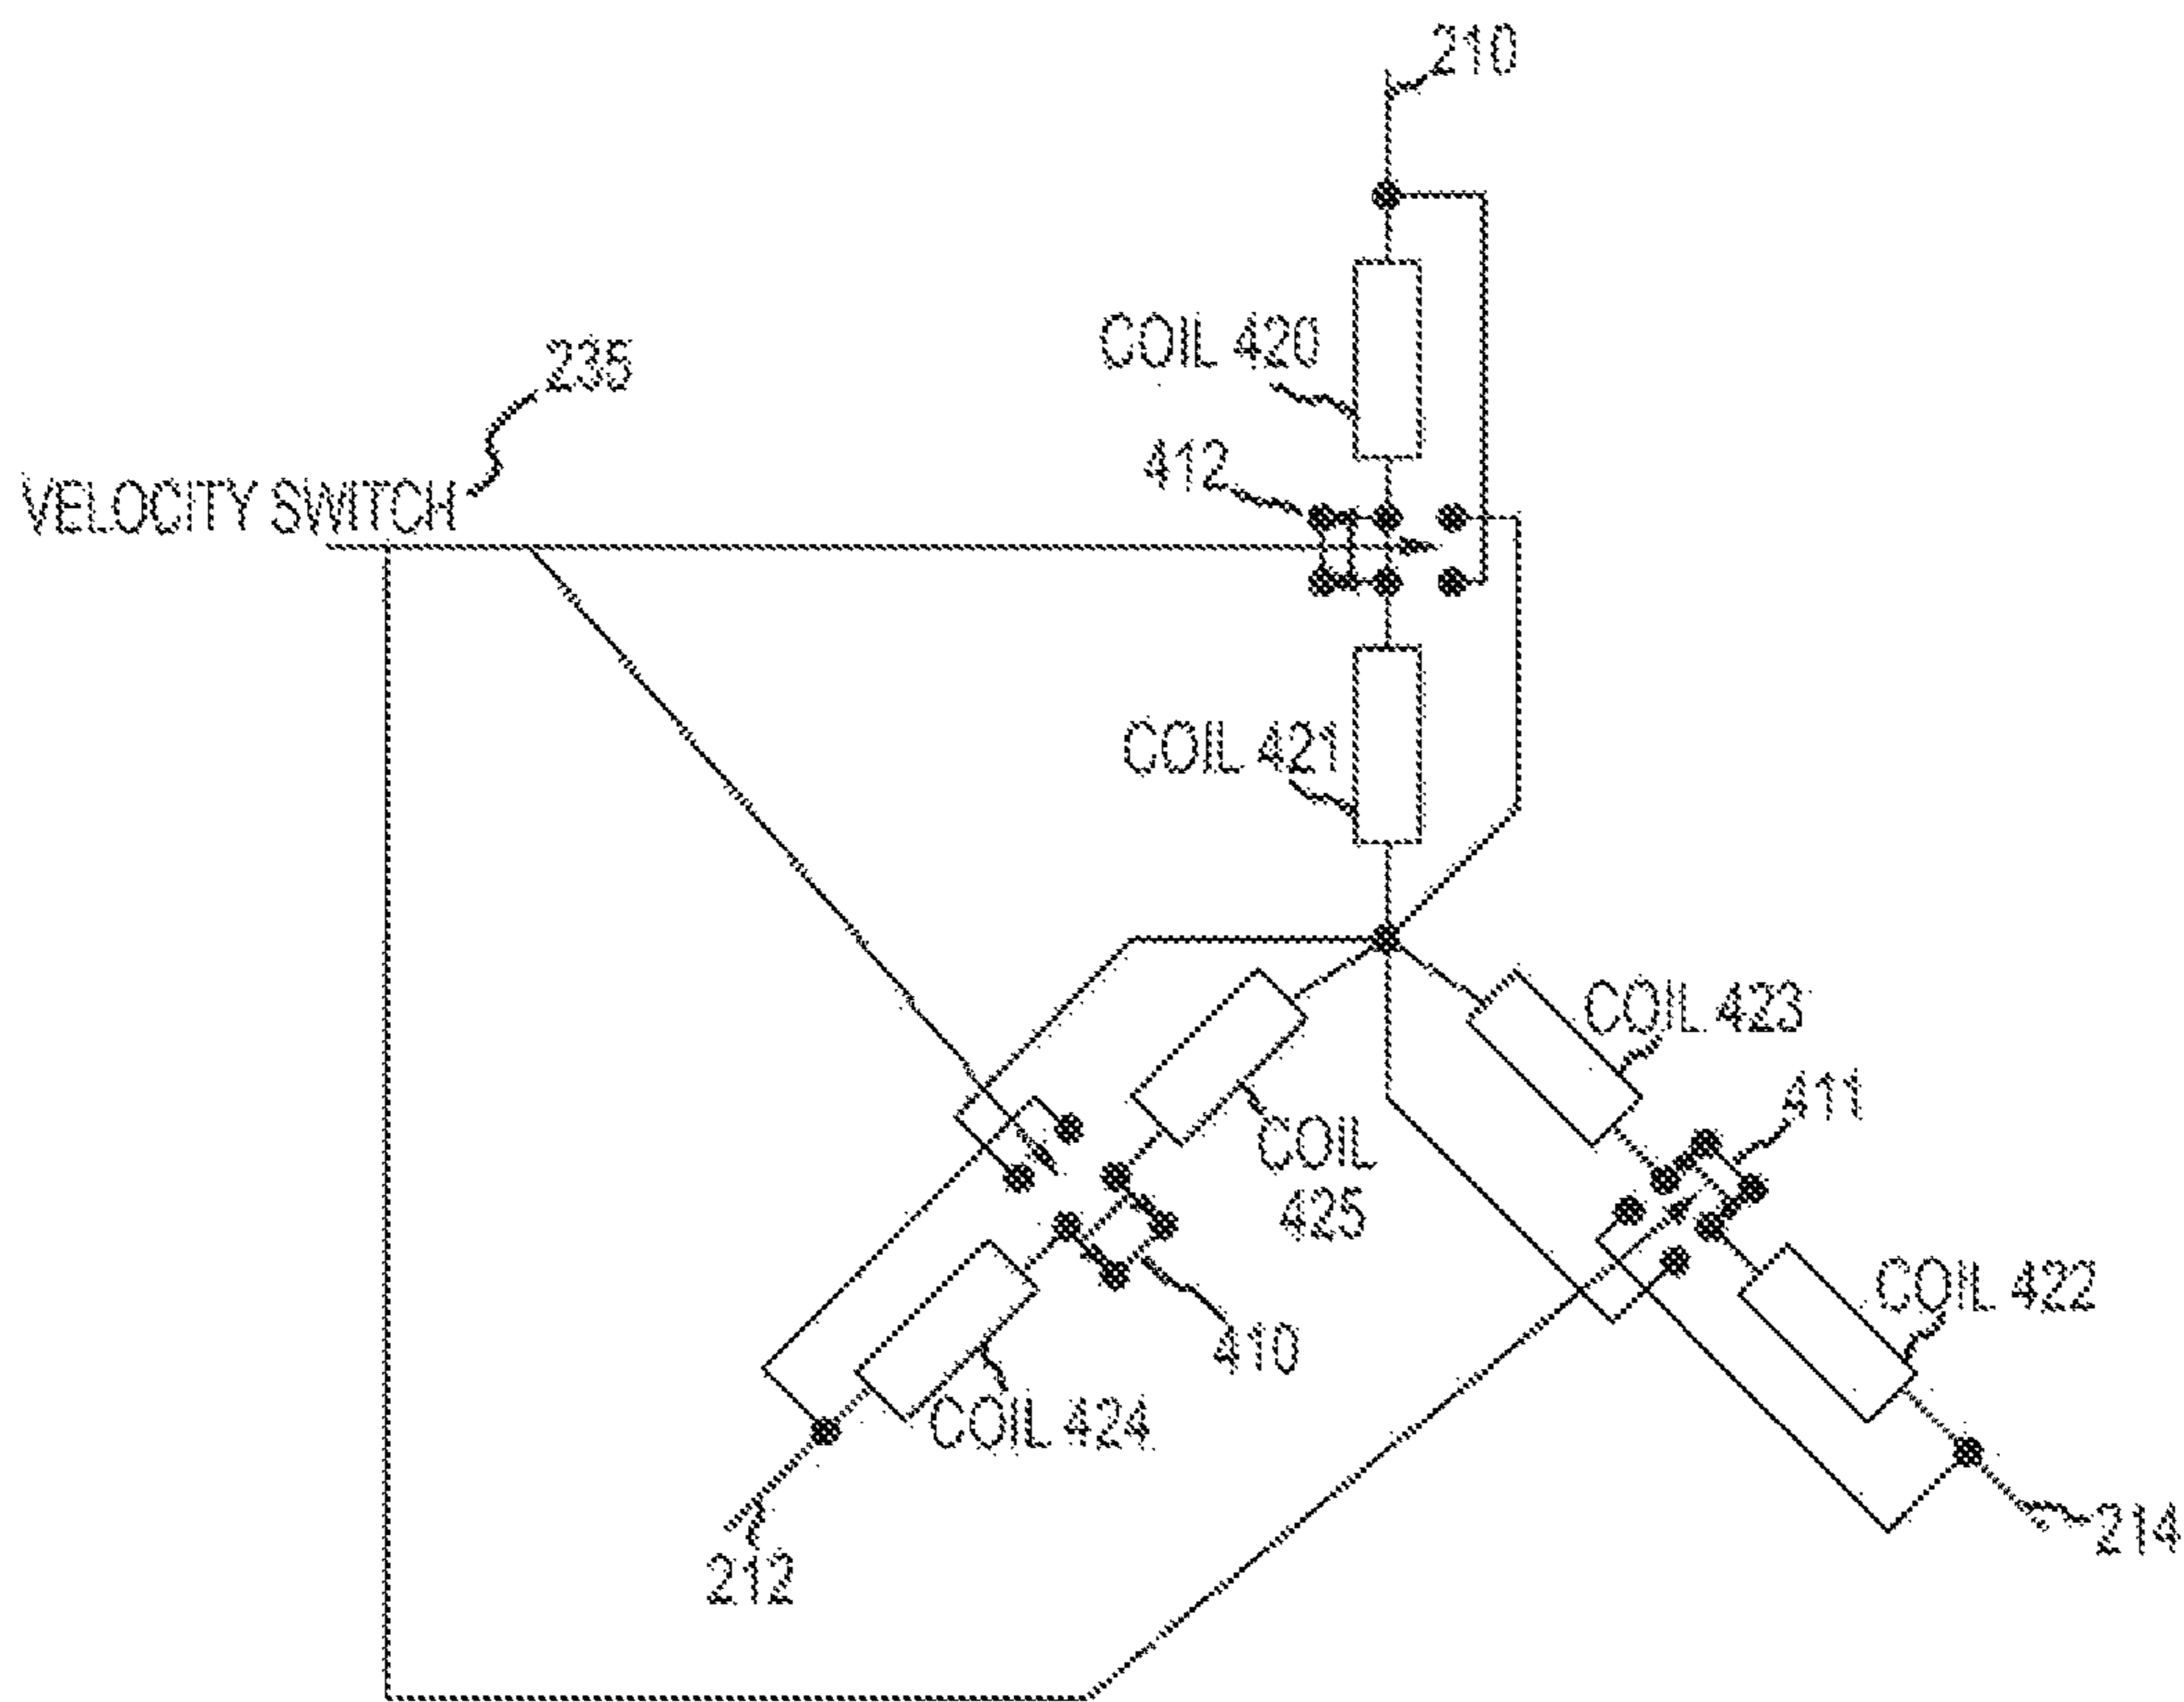 210
COIL 420
235
412
VELOCITY SWITCH
COIL 421
COIL 423
411
COIL
425
COIL 422
410
COIL 424
214
212